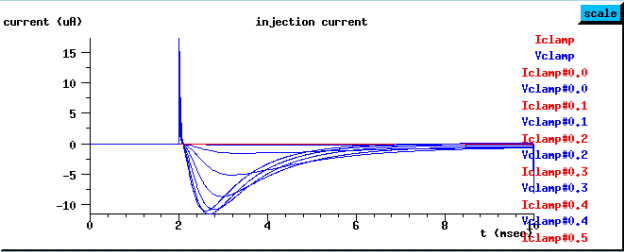 scale
current (uA) injection current
Iclamp
Vclamp
15
Iclamp#0.0
10
Vclamp#0.0
Iclamp#0.1
5
Vclamp#0.1
Iclamp#0.2
0
Vclamp#0.2
Iclamp#0.3
-5
Vclamp#0.3
Iclamp#0.4
-10
Vclamp#0.4
0 2 4 6 8 10
t (msec)
Iclamp#0.5